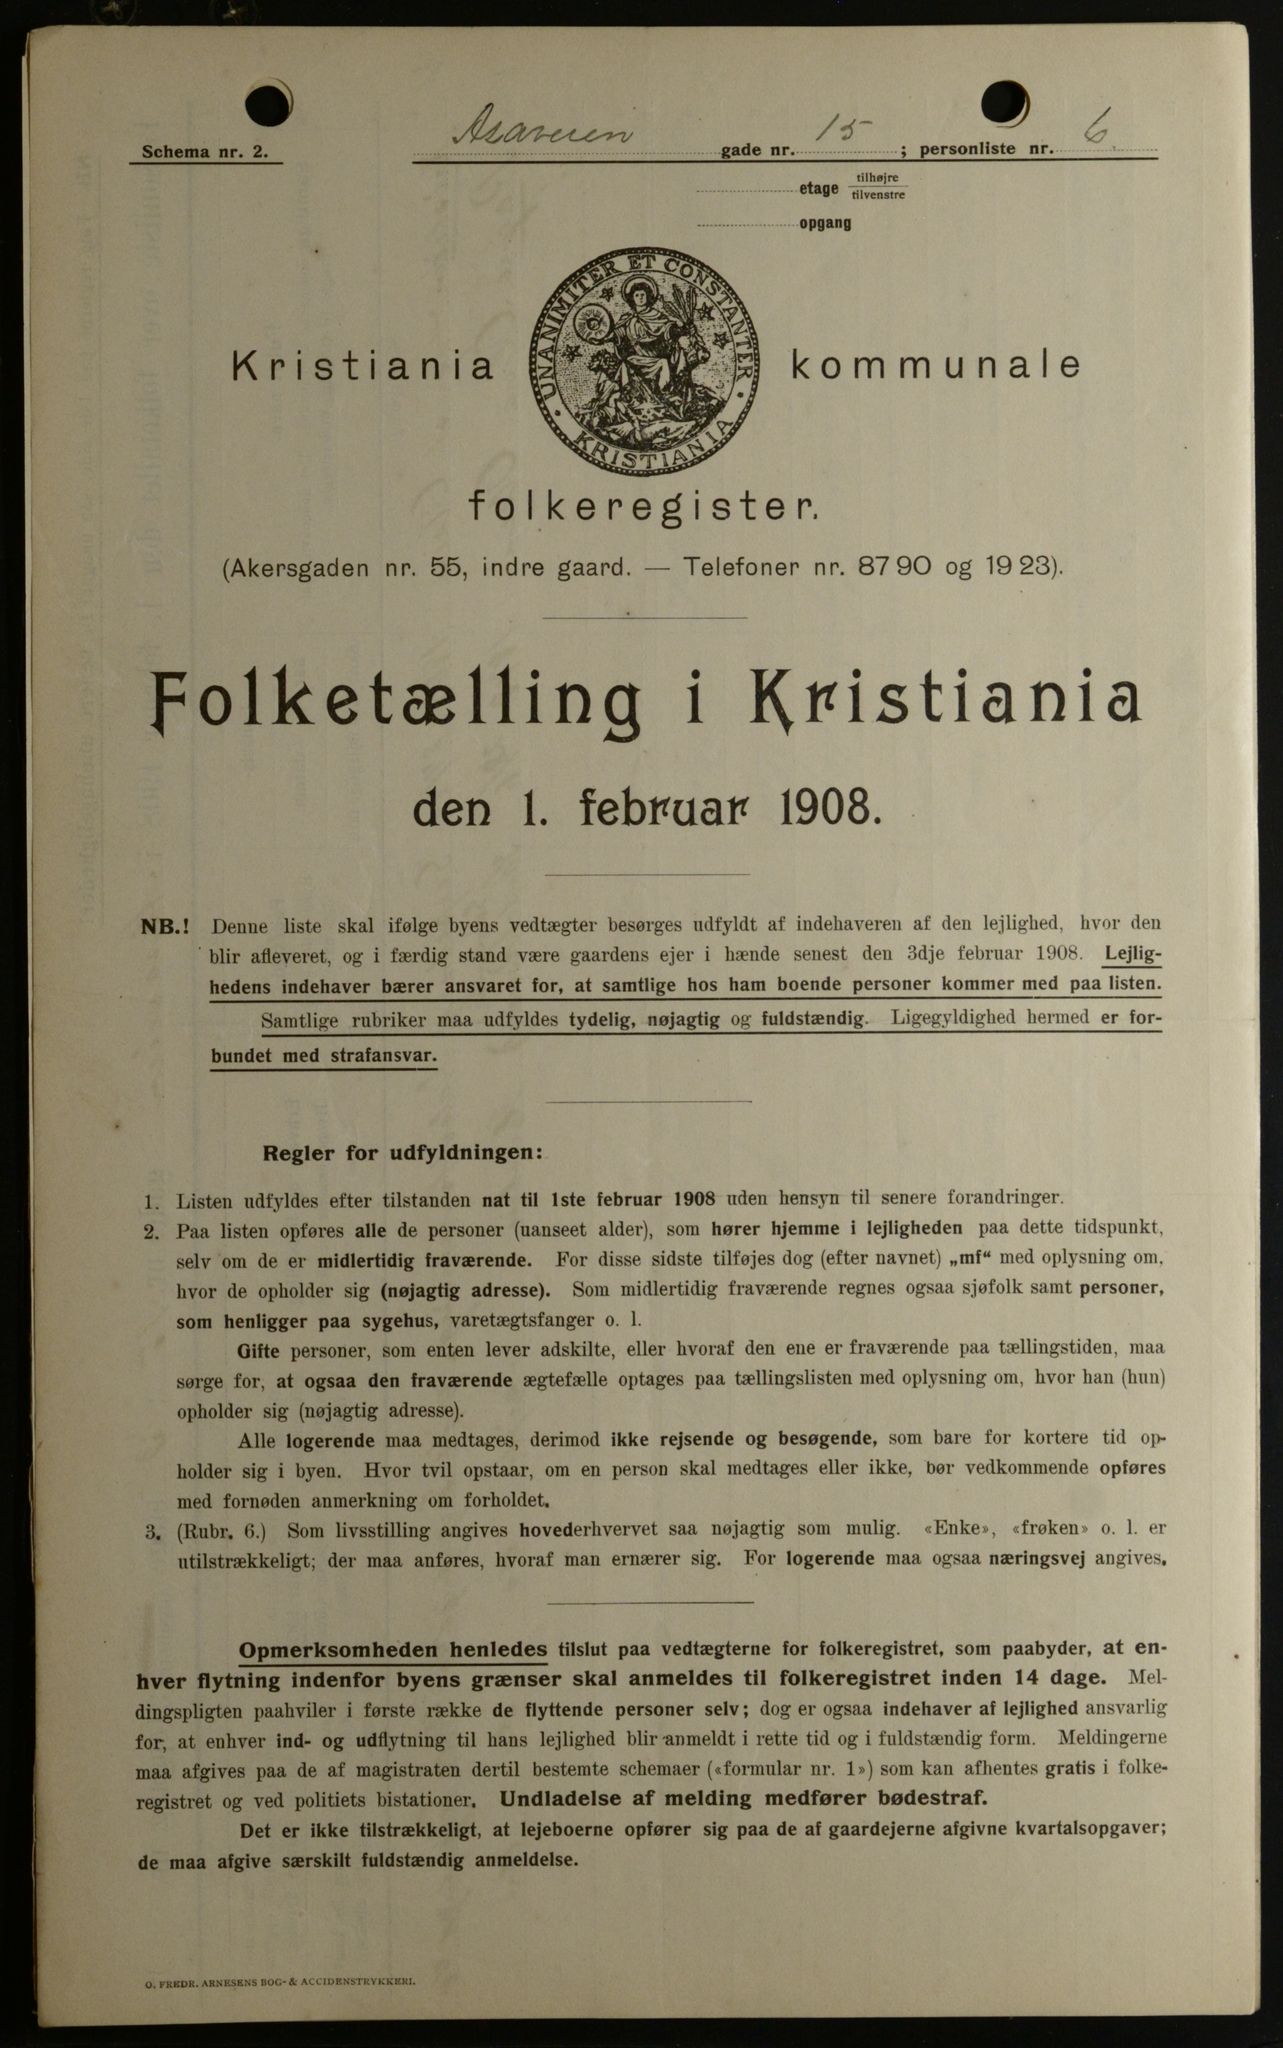 Schema nr. 2.
Asaveien gade nr. 15 ; personliste nr. 6.
etage tilhøjre
tilvenstre
opgang
UNANIMITER ET CONSTANTER
KRISTIANIA
Kristiania kommunale
folkeregister.
(Akersgaden nr. 55, indre gaard. — Telefoner nr. 8790 og 1923).
Folketælling i Kristiania
den 1. februar 1908.
NB.! Denne liste skal ifølge byens vedtægter besørges udfyldt af indehaveren af den lejlighed, hvor den
blir afleveret, og i færdig stand være gaardens ejer i hænde senest den 3dje februar 1908. Lejlig-
hedens indehaver bærer ansvaret for, at samtlige hos ham boende personer kommer med paa listen.
Samtlige rubriker maa udfyldes tydelig, nøjagtig og fuldstændig. Ligegyldighed hermed er for-
bundet med strafansvar.
Regler for udfyldningen:
1. Listen udfyldes efter tilstanden nat til 1ste februar 1908 uden hensyn til senere forandringer.
2. Paa listen opføres alle de personer (uanseet alder), som hører hjemme i lejligheden paa dette tidspunkt,
selv om de er midlertidig fraværende. For disse sidste tilføjes dog (efter navnet) „mf“ med oplysning om,
hvor de opholder sig (nøjagtig adresse). Som midlertidig fraværende regnes ogsaa sjøfolk samt personer,
som henligger paa sygehus, varetægtsfanger o. l.
Gifte personer, som enten lever adskilte, eller hvoraf den ene er fraværende paa tællingstiden, maa
sørge for, at ogsaa den fraværende ægtefælle optages paa tællingslisten med oplysning om, hvor han (hun)
opholder sig (nøjagtig adresse).
Alle logerende maa medtages, derimod ikke rejsende og besøgende, som bare for kortere tid op-
holder sig i byen. Hvor tvil opstaar, om en person skal medtages eller ikke, bør vedkommende opføres
med fornøden anmerkning om forholdet.
3. (Rubr. 6.) Som livsstilling angives hovederhvervet saa nøjagtig som mulig. «Enke», «frøken» o. l. er
utilstrækkeligt; der maa anføres, hvoraf man ernærer sig. For logerende maa ogsaa næringsvej angives.
Opmerksomheden henledes tilslut paa vedtægterne for folkeregistret, som paabyder, at en-
hver flytning indenfor byens grænser skal anmeldes til folkeregistret inden 14 dage. Mel-
dingspligten paahviler i første række de flyttende personer selv; dog er ogsaa indehaver af lejlighed ansvarlig
for, at enhver ind- og udflytning til hans lejlighed blir anmeldt i rette tid og i fuldstændig form. Meldingerne
maa afgives paa de af magistraten dertil bestemte schemaer («formular nr. 1») som kan afhentes gratis i folke-
registret og ved politiets bistationer. Undladelse af melding medfører bødestraf.
Det er ikke tilstrækkeligt, at lejeboerne opfører sig paa de af gaardejerne afgivne kvartalsopgaver;
de maa afgive særskilt fuldstændig anmeldelse.
O. FREDR. ARNESENS BOG- & ACCIDENSTRYKKERI.